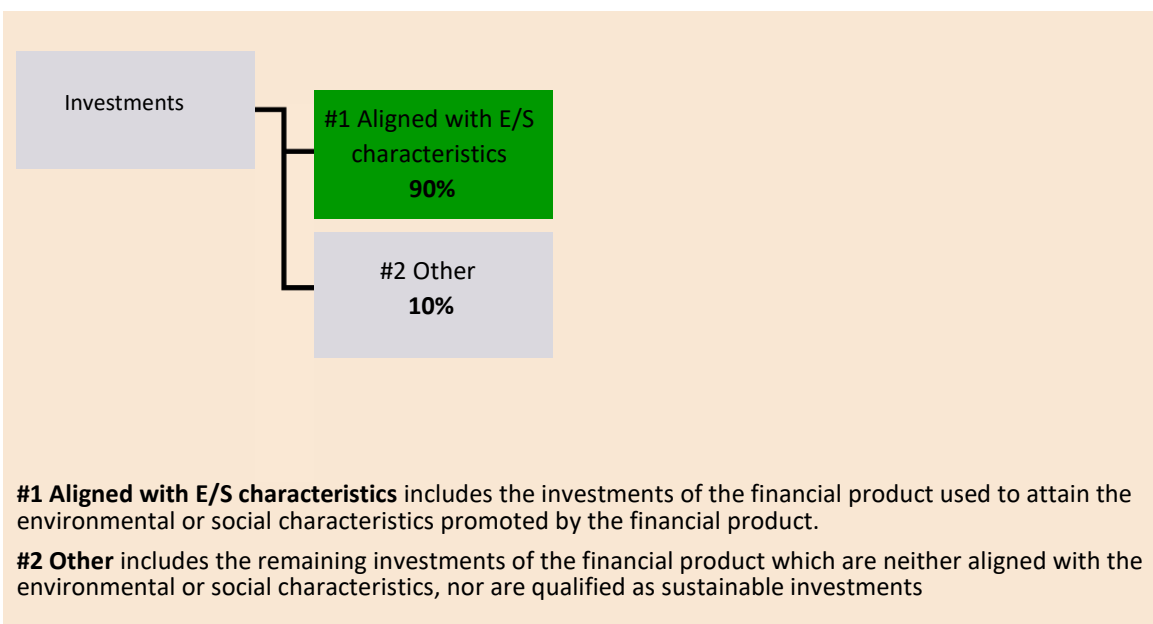 Investments
#1 Aligned with E/S
characteristics
90%
#2 Other
10%
#1 Aligned with E/S characteristics includes the investments of the financial product used to attain the
environmental or social characteristics promoted by the financial product.
#2 Other includes the remaining investments of the financial product which are neither aligned with the
environmental or social characteristics, nor are qualified as sustainable investments